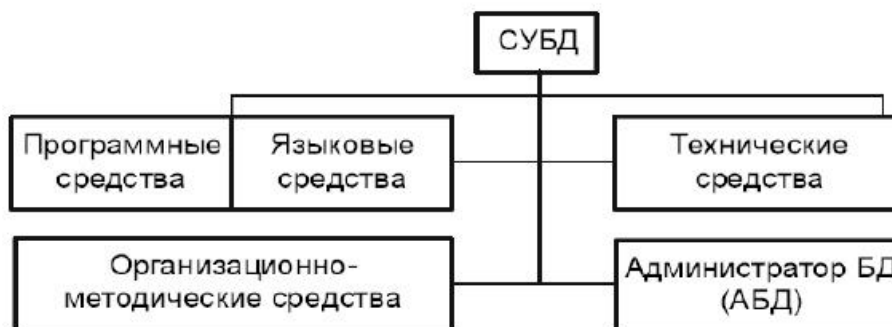 СУБД
Программные
средства
Языковые
средства
Технические
средства
Организационно-
методические средства
Администратор БД
(АБД)